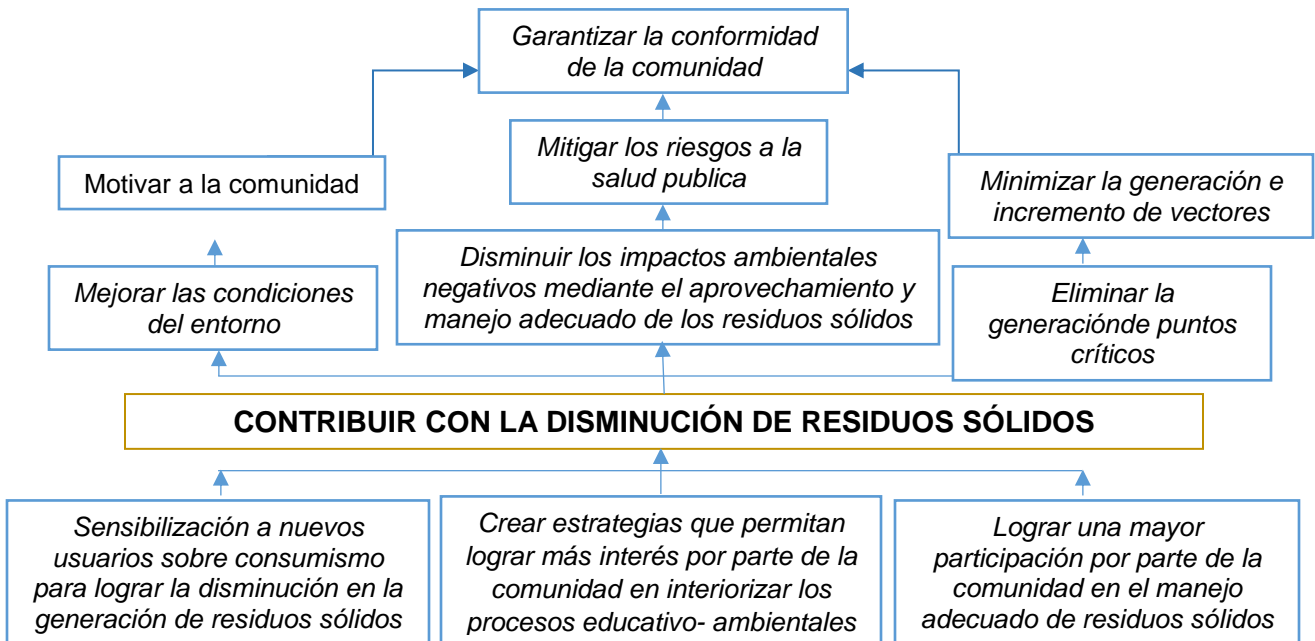 Garantizar la conformidad
de la comunidad
Mitigar los riesgos a la
salud publica
Motivar a la comunidad
Minimizar la generación e
incremento de vectores
Disminuir los impactos ambientales
negativos mediante el aprovechamiento y
manejo adecuado de los residuos sólidos
Mejorar las condiciones
del entorno
Eliminar la
generaciónde puntos
críticos
CONTRIBUIR CON LA DISMINUCIÓN DE RESIDUOS SÓLIDOS
Sensibilización a nuevos
usuarios sobre consumismo
para lograr la disminución en la
generación de residuos sólidos
Crear estrategias que permitan
lograr más interés por parte de la
comunidad en interiorizar los
procesos educativo- ambientales
Lograr una mayor
participación por parte de la
comunidad en el manejo
adecuado de residuos sólidos